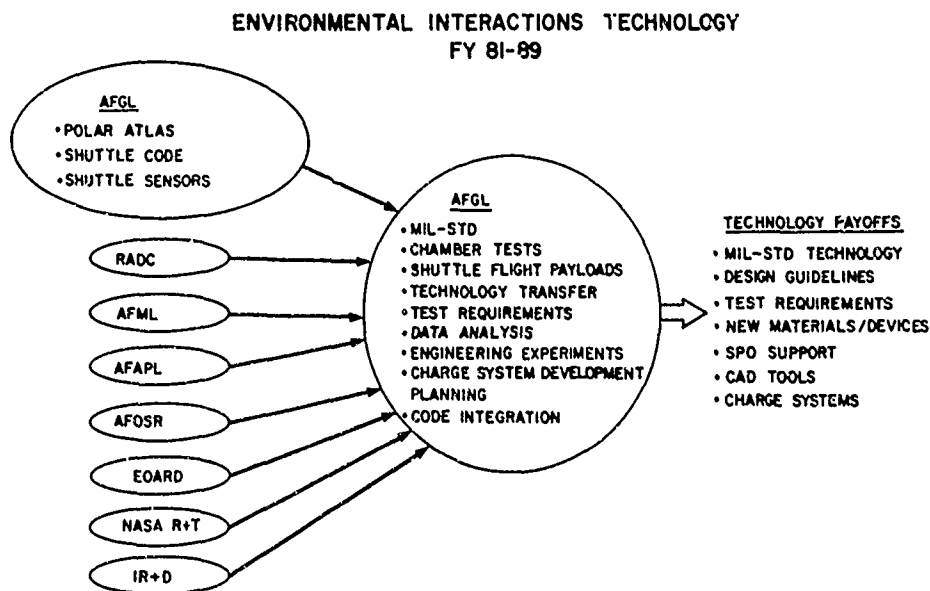 ENVIRONMENTAL INTERACTIONS TECHNOLOGY
FY 81-89
AFGL
•POLAR ATLAS
•SHUTTLE CODE
•SHUTTLE SENSORS
RADC
AFML
AFAPL
AFOSR
EOARD
NASA R+T
IR+D
AFGL
•MIL-STD
•CHAMBER TESTS
•SHUTTLE FLIGHT PAYLOADS
•TECHNOLOGY TRANSFER
•TEST REQUIREMENTS
•DATA ANALYSIS
•ENGINEERING EXPERIMENTS
•CHARGE SYSTEM DEVELOPMENT
PLANNING
•CODE INTEGRATION
TECHNOLOGY PAYOFFS
• MIL-STD TECHNOLOGY
• DESIGN GUIDELINES
• TEST REQUIREMENTS
• NEW MATERIALS/DEVICES
• SPO SUPPORT
• CAD TOOLS
• CHARGE SYSTEMS